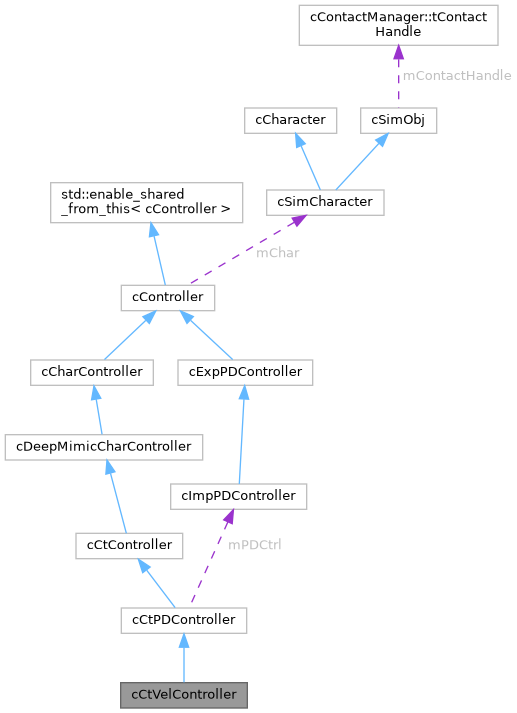 cContactManager::tContact
Handle
mContactHandle
cCharacter
cSimObj
std::enable_shared
_from_this< cController >
cSimCharacter
mChar
cController
cCharController
cExpPDController
cDeepMimicCharController
cImpPDController
cCtController
mPDCtrl
cCtPDController
cCtVelController